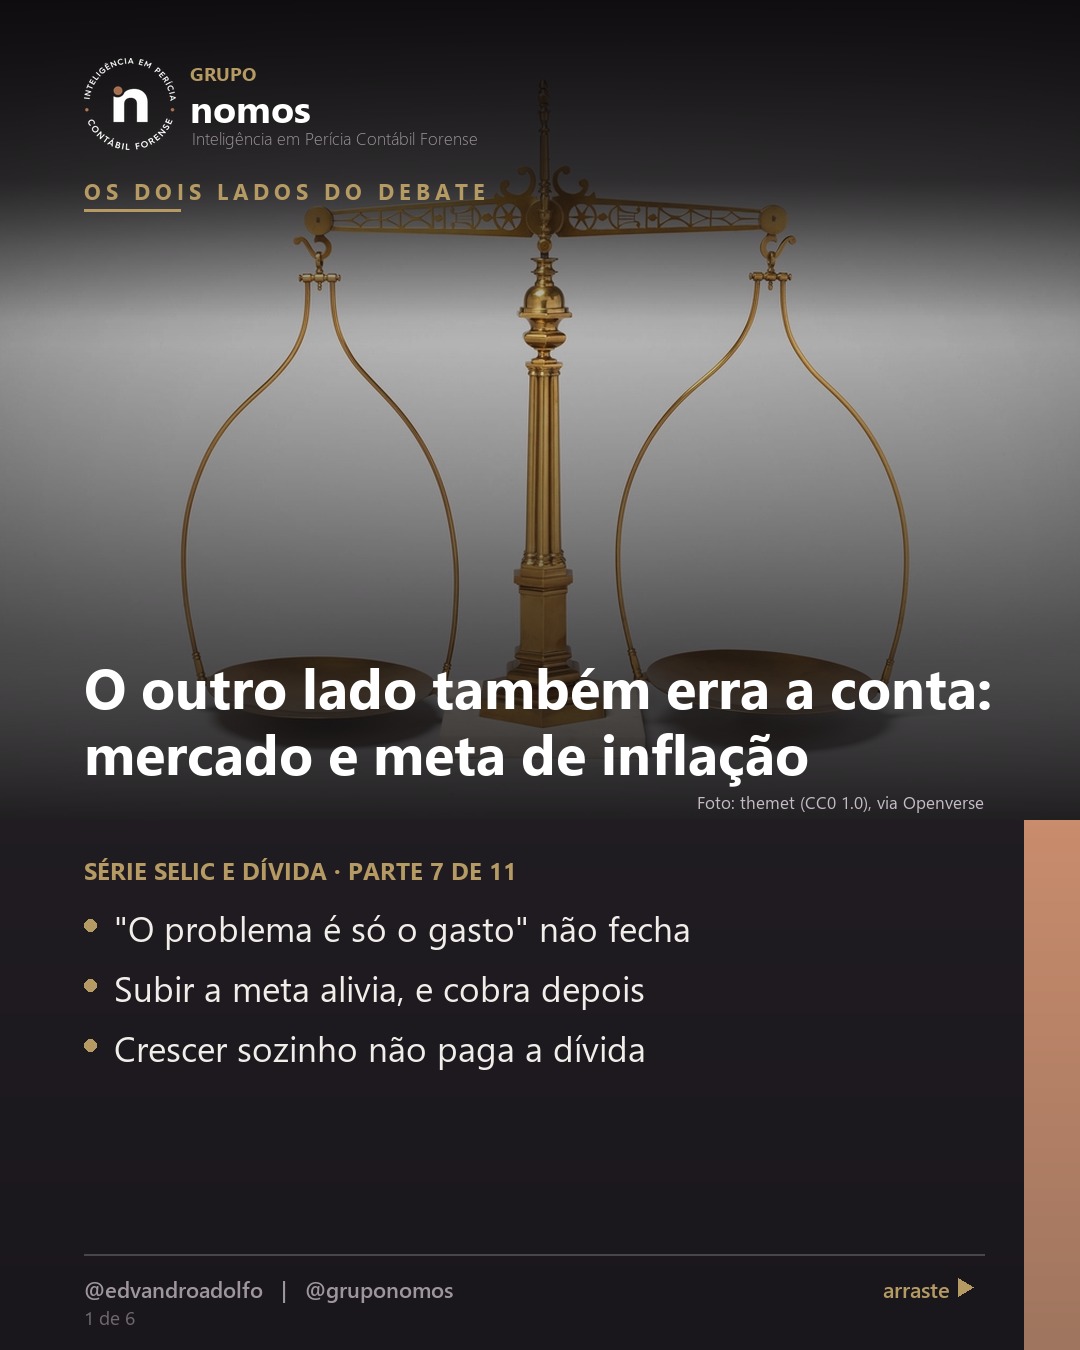 INTELIGÊNCIA EM PERÍCIA
CONTÁBIL FORENSE
n
GRUPO
nomos
Inteligência em Perícia Contábil Forense
OS DOIS LADOS DO DEBATE
O outro lado também erra a conta:
mercado e meta de inflação
Foto: themet (CC0 1.0), via Openverse
SÉRIE SELIC E DÍVIDA · PARTE 7 DE 11
"O problema é só o gasto" não fecha
Subir a meta alivia, e cobra depois
Crescer sozinho não paga a dívida
@edvandroadolfo | @gruponomos
arraste
1 de 6